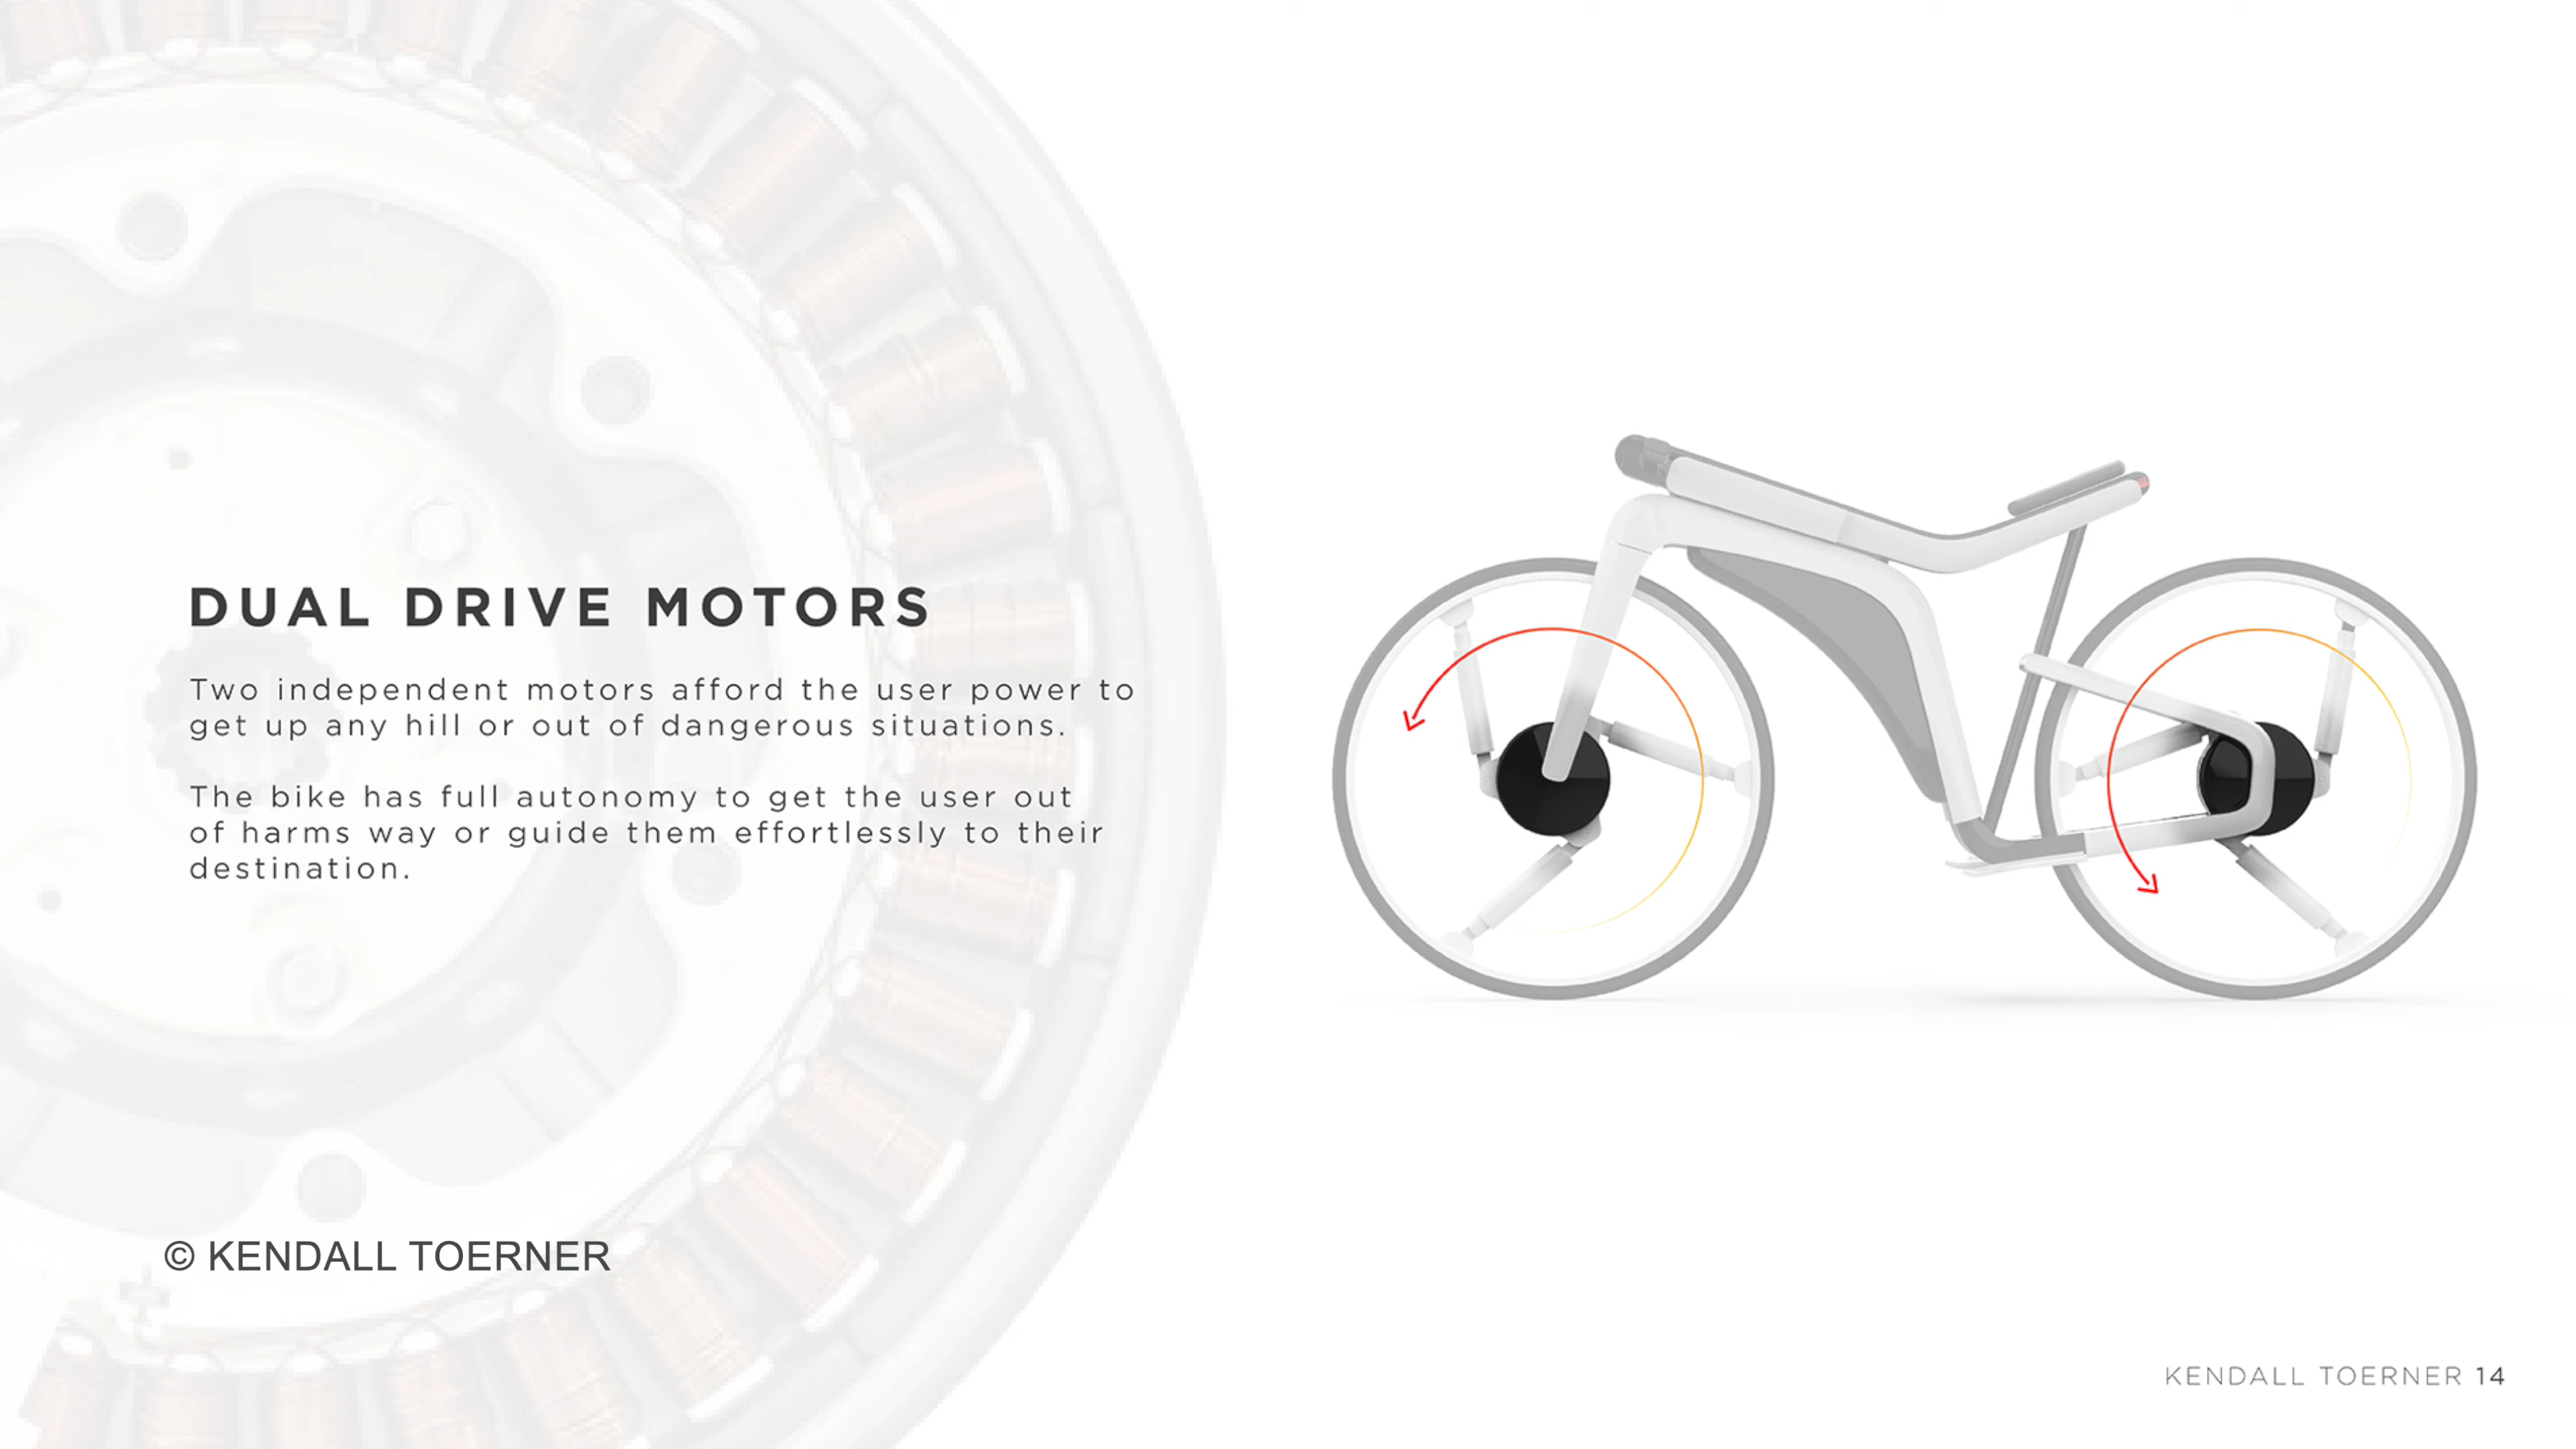 DUAL DRIVE MOTORS
Two independent motors afford the user power to
get up any hill or out of dangerous situations.
The bike has full autonomy to get the user out
of harms way or guide them effortlessly to their
destination.
© KENDALL TOERNER
KENDALL TOERNER 14